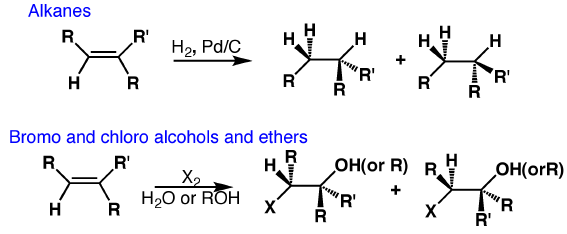 Alkanes
R R' H R
H₂, Pd/C
H H H R R R'
+
H H H R R R'
Bromo and chloro alcohols and ethers
R R' H R
X₂
H₂O or ROH
H R OH(or R) X R R'
+
H R OH(orR) X R' R